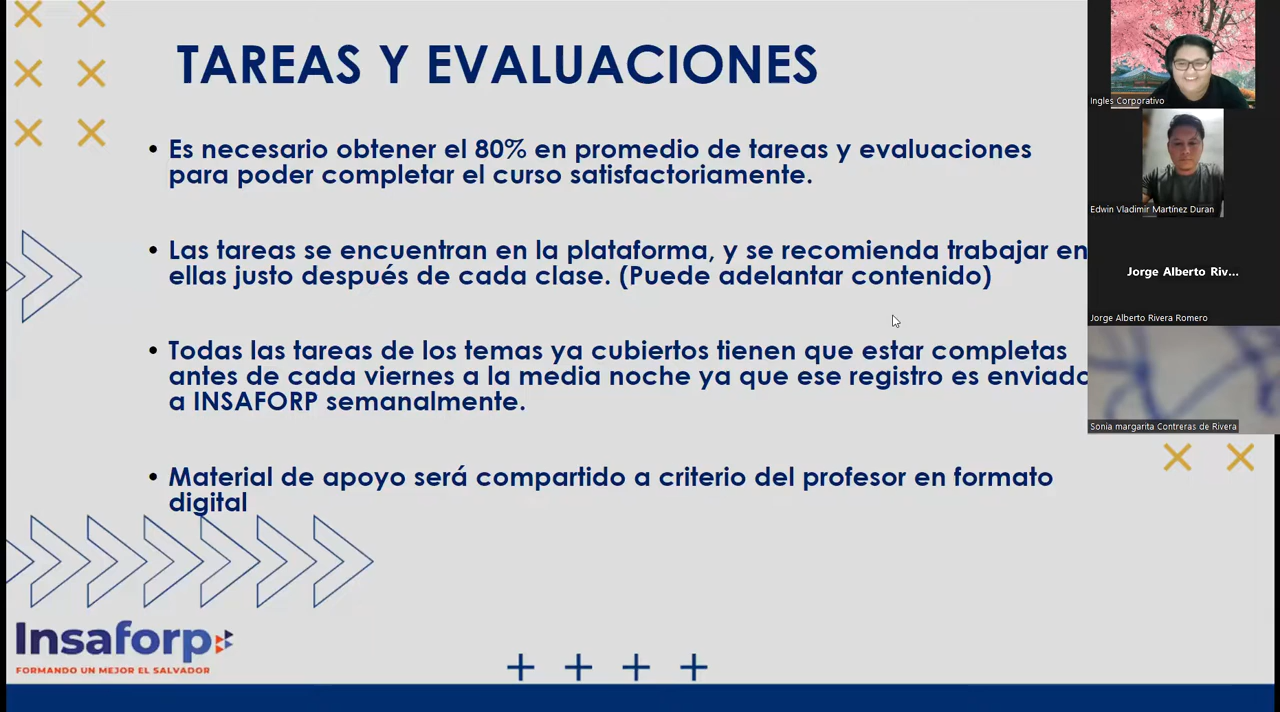 TAREAS Y EVALUACIONES
• Es necesario obtener el 80% en promedio de tareas y evaluaciones
para poder completar el curso satisfactoriamente.
• Las tareas se encuentran en la plataforma, y se recomienda trabajar en
ellas justo después de cada clase. (Puede adelantar contenido)
• Todas las tareas de los temas ya cubiertos tienen que estar completas
antes de cada viernes a la media noche ya que ese registro es enviado
a INSAFORP semanalmente.
• Material de apoyo será compartido a criterio del profesor en formato
digital
Insaforp
FORMANDO UN MEJOR EL SALVADOR
Ingles Corporativo
Edwin Vladimir Martínez Duran
Jorge Alberto Riv...
Jorge Alberto Rivera Romero
Sonia margarita Contreras de Rivera